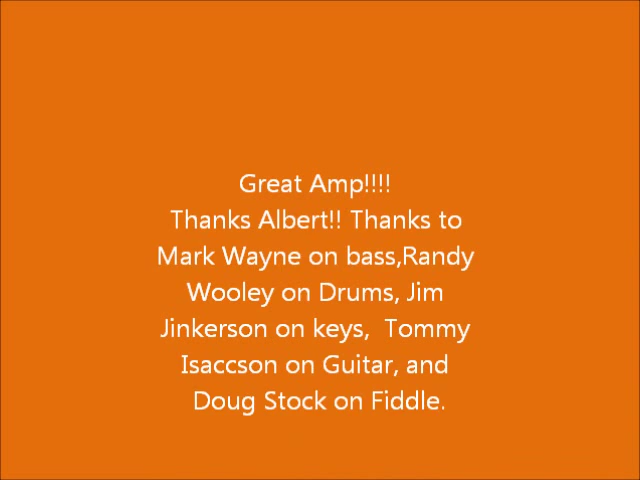 Great Amp!!!!
Thanks Albert!! Thanks to
Mark Wayne on bass,Randy
Wooley on Drums, Jim
Jinkerson on keys,  Tommy
Isaccson on Guitar, and
Doug Stock on Fiddle.